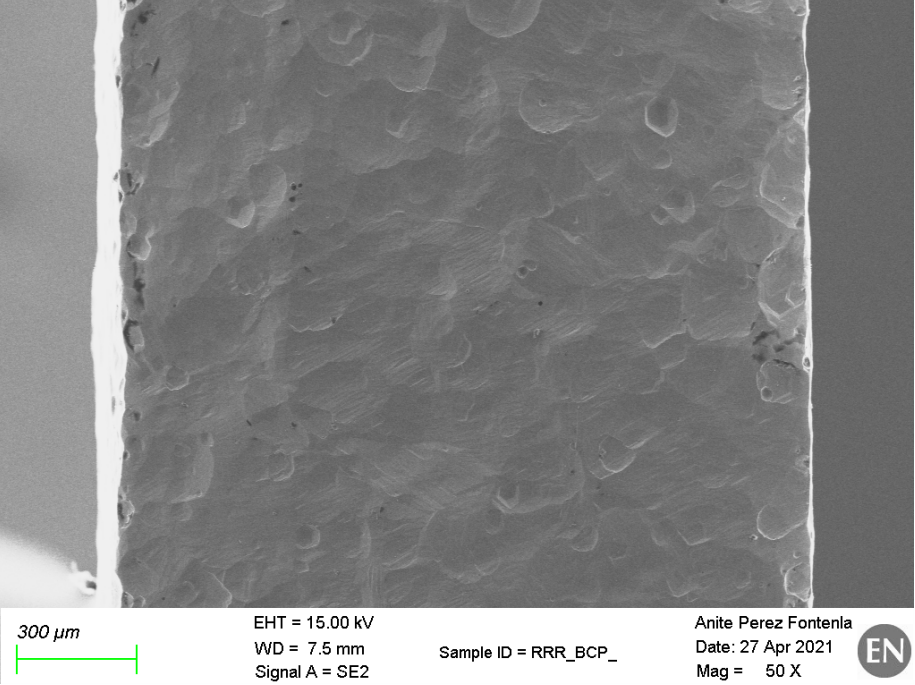 300 µm
EHT = 15.00 kV
WD = 7.5 mm
Signal A = SE2
Sample ID = RRR_BCP_
Anite Perez Fontenla
Date: 27 Apr 2021
Mag = 50 X
EN